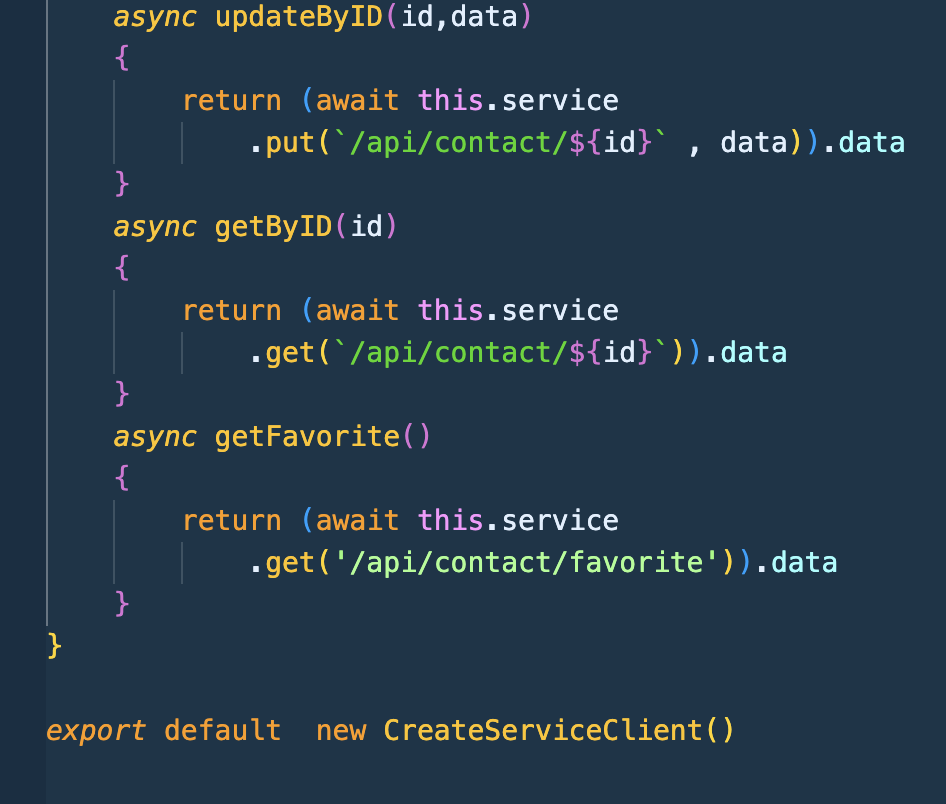 async updateByID(id,data)
{
return (await this.service
.put(`/api/contact/${id}` , data)).data
}
async getByID(id)
{
return (await this.service
.get(`/api/contact/${id}`)).data
}
async getFavorite()
{
return (await this.service
.get('/api/contact/favorite')).data
}
}
export default  new CreateServiceClient()